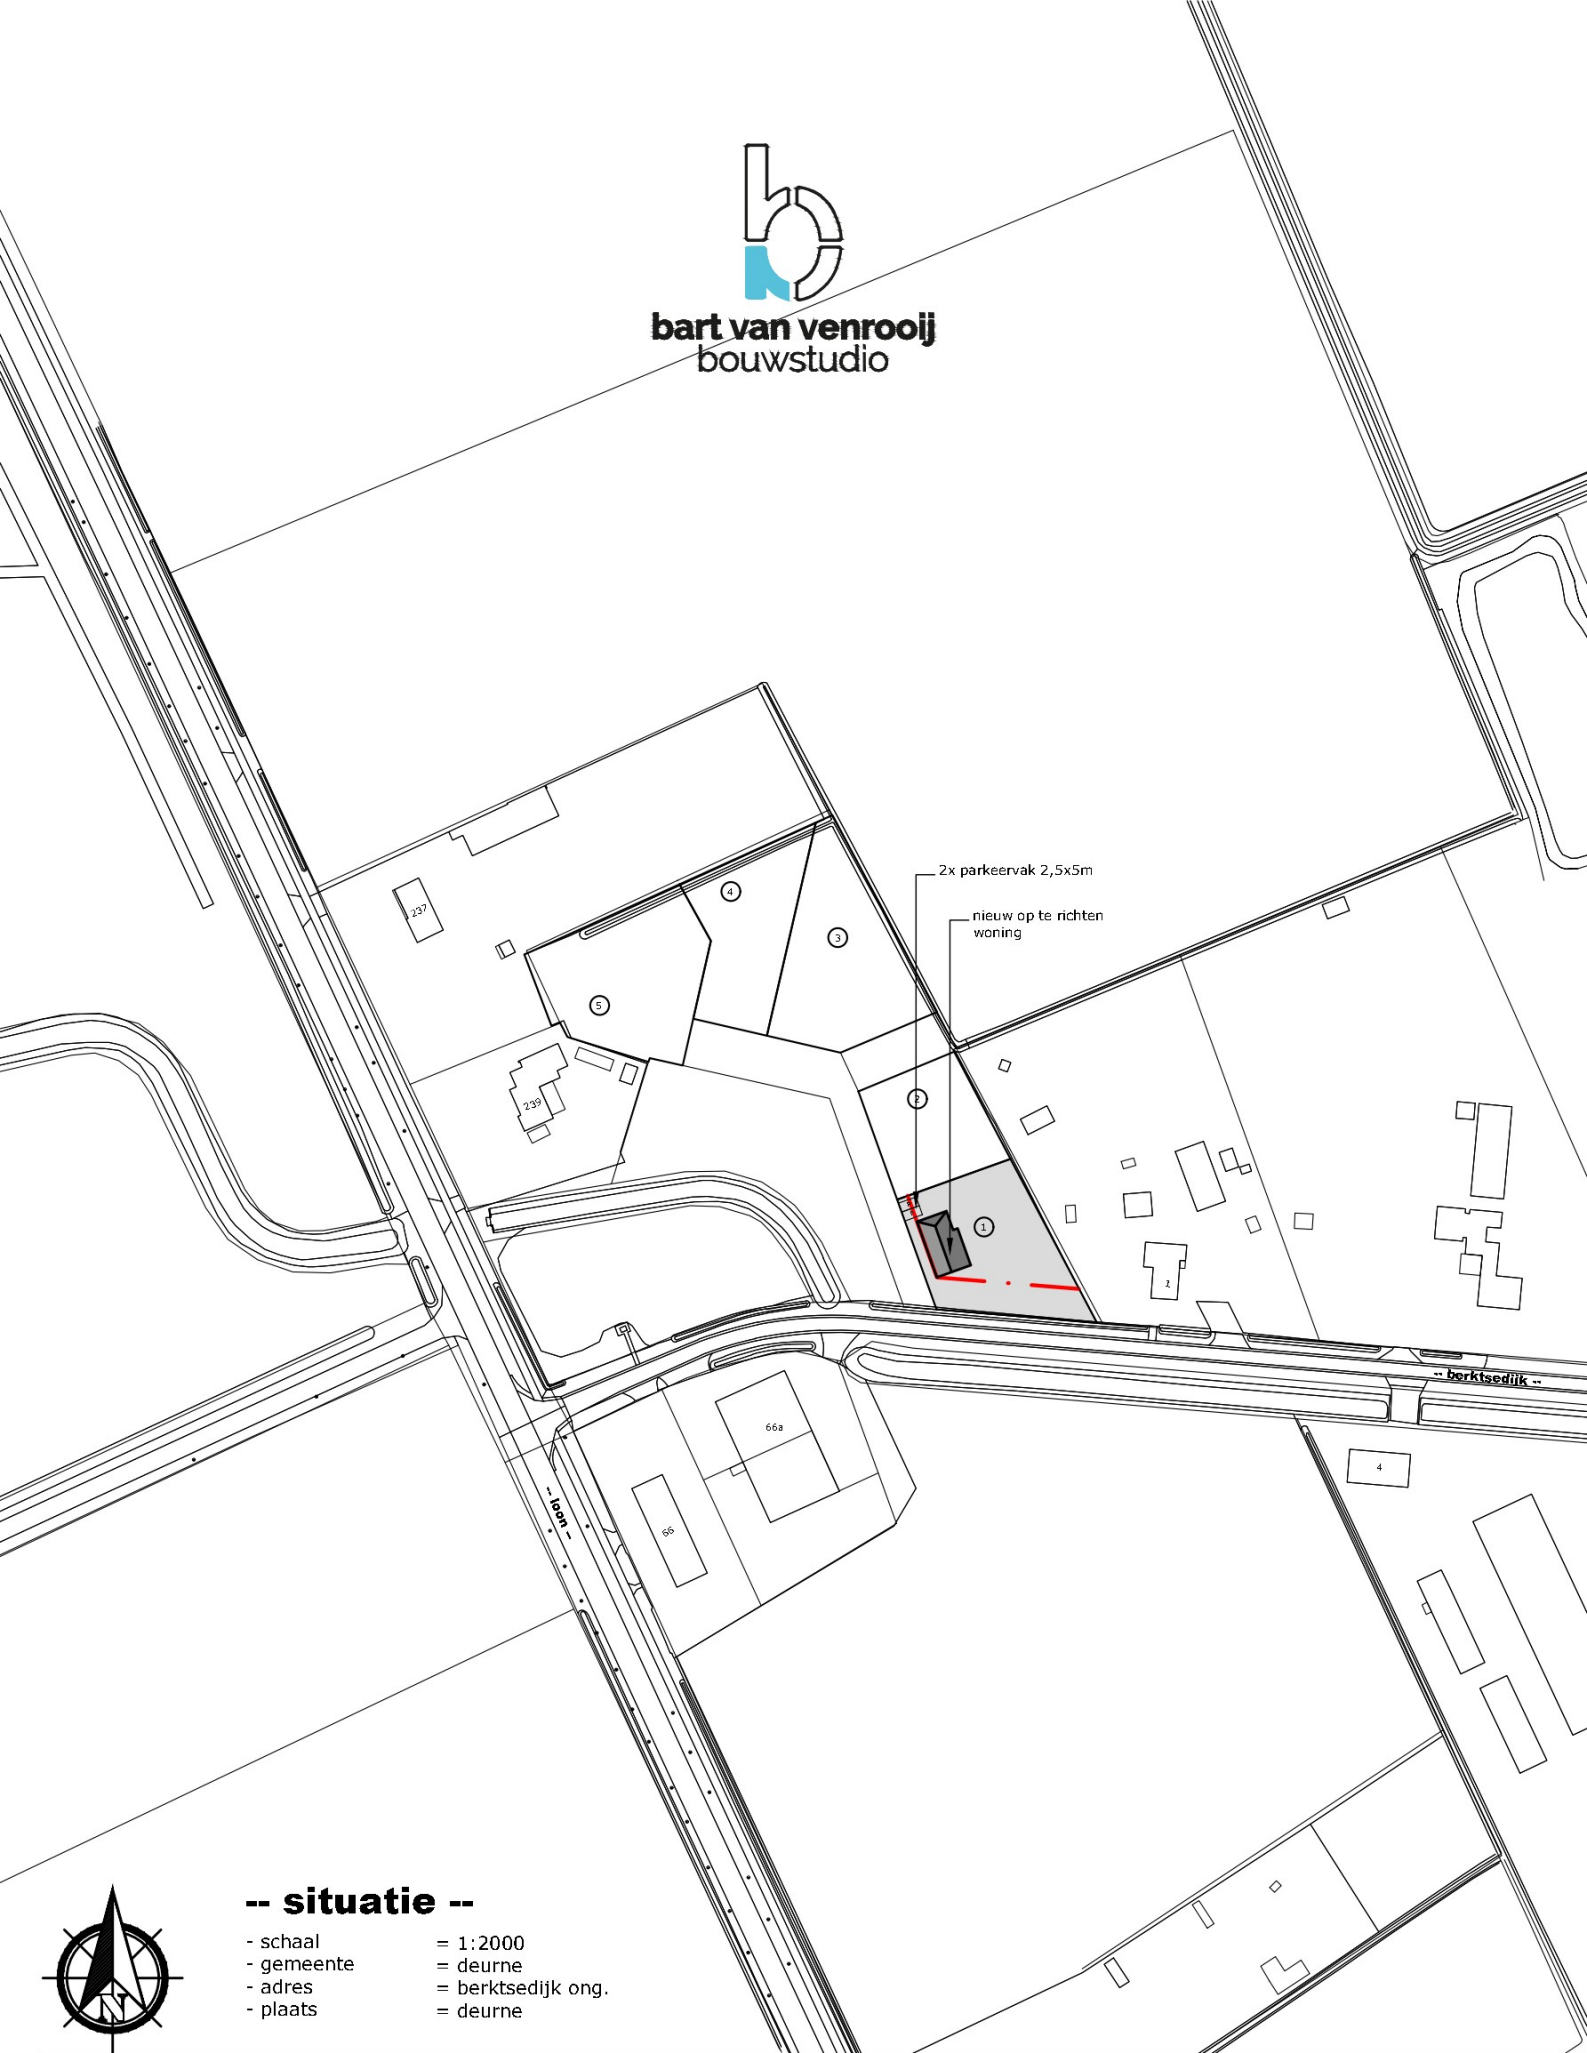 bart van venrooij
bouwstudio
2x parkeervak 2,5x5m
nieuw op te richten
woning
4
237
3
5
239
2
1
1
-- berktsedijk --
66a
4
66
-- loon --
-- situatie --
- schaal = 1:2000
- gemeente = deurne
- adres = berktsedijk ong.
- plaats = deurne
N